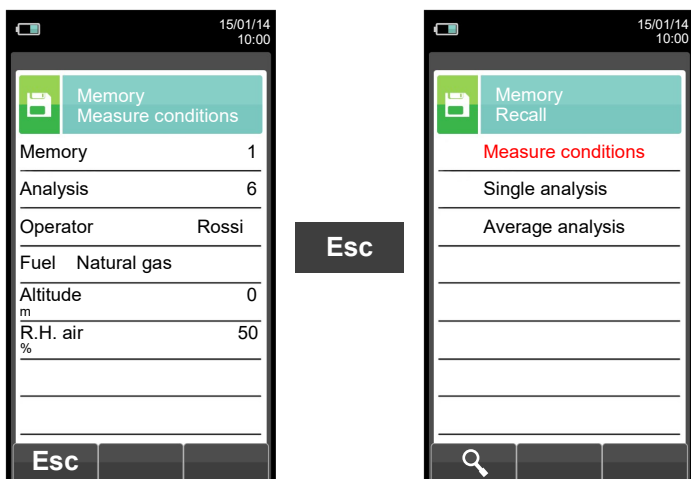 15/01/14
10:00
Memory
Measure conditions
Memory 1
Analysis 6
Operator Rossi
Fuel Natural gas
Altitude 0
m
R.H. air 50
%
Esc
Esc
15/01/14
10:00
Memory
Recall
Measure conditions
Single analysis
Average analysis